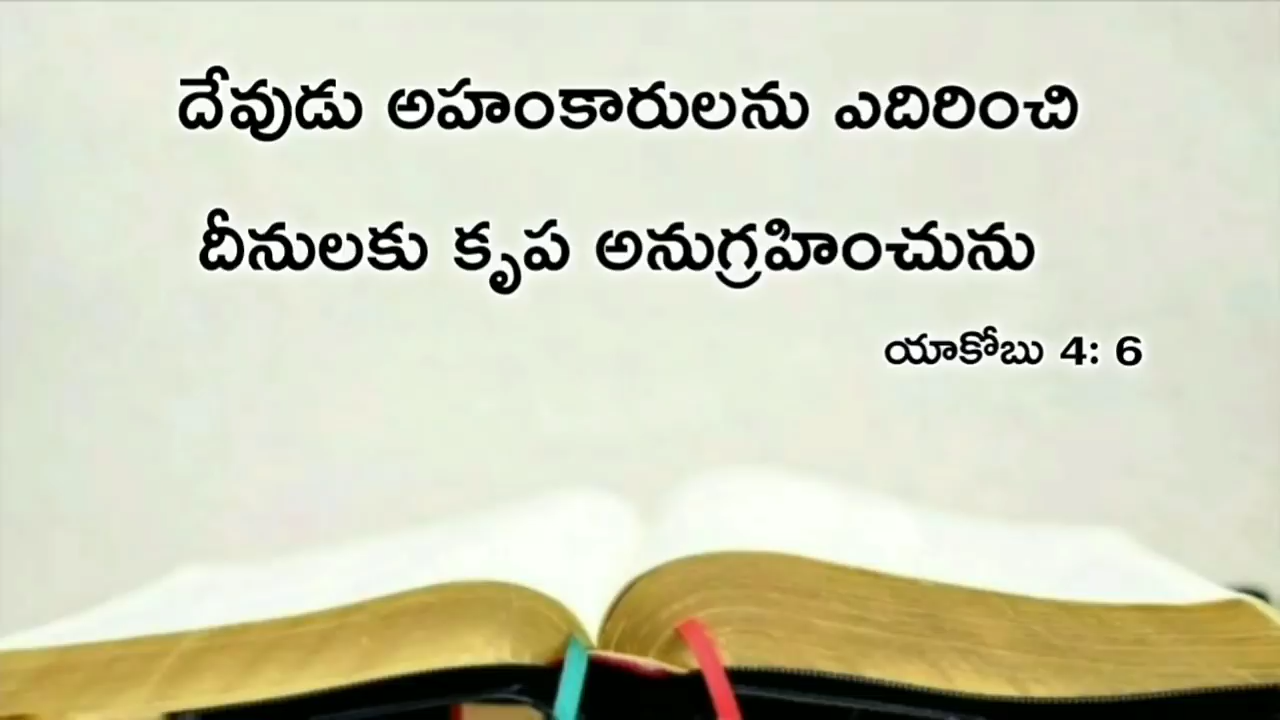 దేవుడు అహంకారులను ఎదిరించి
దీనులకు కృప అనుగ్రహించును
యాకోబు 4: 6